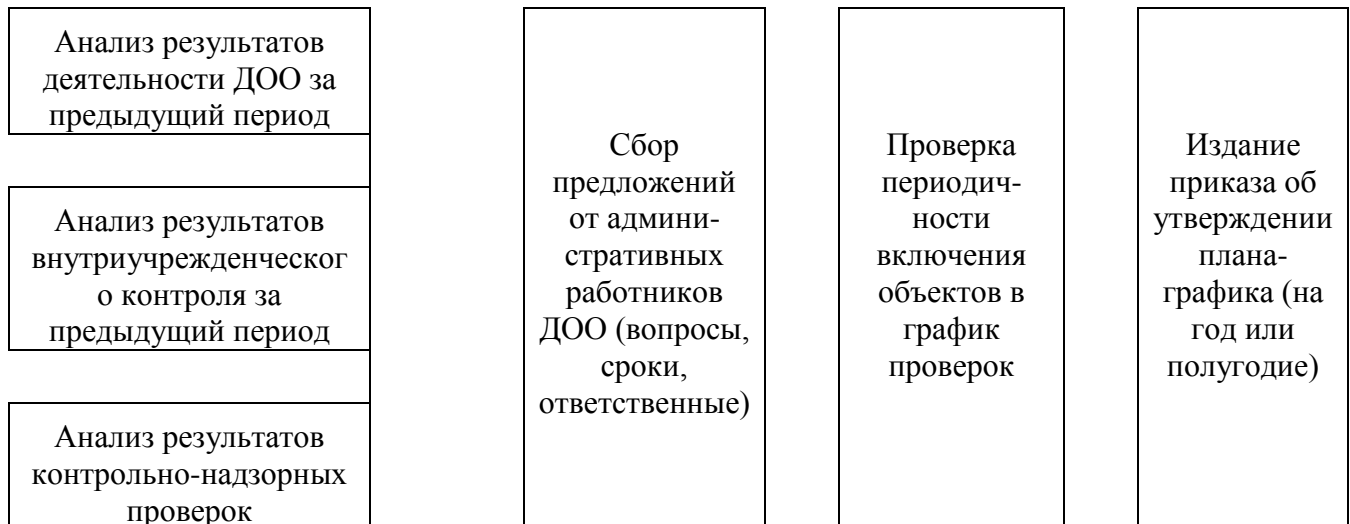 Анализ результатов
деятельности ДОО за
предыдущий период
Анализ результатов
внутриучрежденческог
о контроля за
предыдущий период
Анализ результатов
контрольно-надзорных
проверок
Сбор
предложений
от админи-
стративных
работников
ДОО (вопросы,
сроки,
ответственные)
Проверка
периодич-
ности
включения
объектов в
график
проверок
Издание
приказа об
утверждении
плана-
графика (на
год или
полугодие)